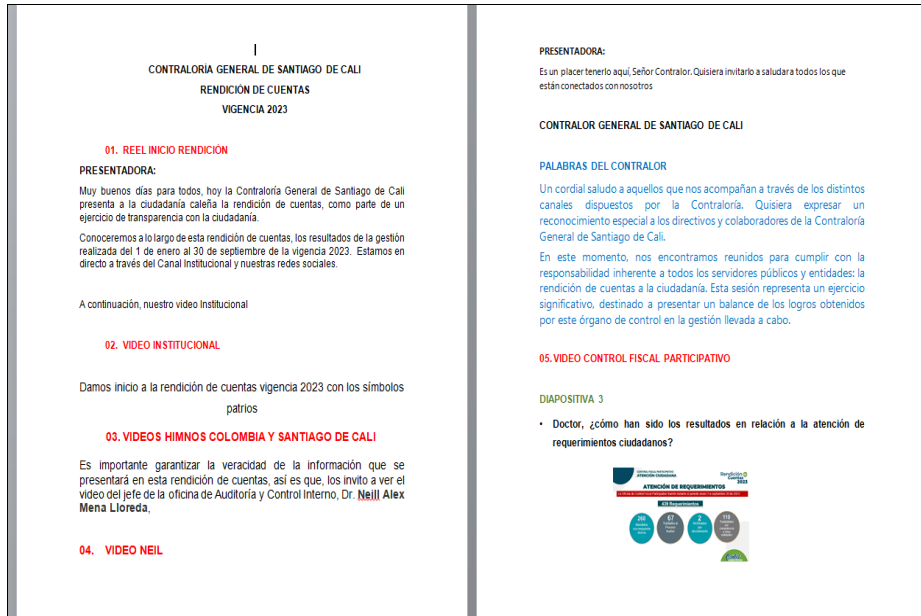 CONTRALORÍA GENERAL DE SANTIAGO DE CALI
RENDICIÓN DE CUENTAS
VIGENCIA 2023
01. REEL INICIO RENDICIÓN
PRESENTADORA:
Muy buenos días para todos, hoy la Contraloría General de Santiago de Cali
presenta a la ciudadanía caleña la rendición de cuentas, como parte de un
ejercicio de transparencia con la ciudadanía.
Conoceremos a lo largo de esta rendición de cuentas, los resultados de la gestión
realizada del 1 de enero al 30 de septiembre de la vigencia 2023. Estamos en
directo a través del Canal Institucional y nuestras redes sociales.
A continuación, nuestro video Institucional
02. VIDEO INSTITUCIONAL
Damos inicio a la rendición de cuentas vigencia 2023 con los símbolos
patrios
03. VIDEOS HIMNOS COLOMBIA Y SANTIAGO DE CALI
Es importante garantizar la veracidad de la información que se
presentará en esta rendición de cuentas, así es que, los invito a ver el
video del jefe de la oficina de Auditoría y Control Interno, Dr. Neill Alex
Mena Lloreda,
04. VIDEO NEIL
PRESENTADORA:
Es un placer tenerlo aquí, Señor Contralor. Quisiera invitarlo a saludar a todos los que
están conectados con nosotros
CONTRALOR GENERAL DE SANTIAGO DE CALI
PALABRAS DEL CONTRALOR
Un cordial saludo a aquellos que nos acompañan a través de los distintos
canales dispuestos por la Contraloría. Quisiera expresar un
reconocimiento especial a los directivos y colaboradores de la Contraloría
General de Santiago de Cali.
En este momento, nos encontramos reunidos para cumplir con la
responsabilidad inherente a todos los servidores públicos y entidades: la
rendición de cuentas a la ciudadanía. Esta sesión representa un ejercicio
significativo, destinado a presentar un balance de los logros obtenidos
por este órgano de control en la gestión llevada a cabo.
05. VIDEO CONTROL FISCAL PARTICIPATIVO
DIAPOSITIVA 3
• Doctor, ¿cómo han sido los resultados en relación a la atención de
requerimientos ciudadanos?
ATENCIÓN CIUDADANA
Rendición
Cuentas
2023
ATENCIÓN DE REQUERIMIENTOS
Requerimientos
67
2